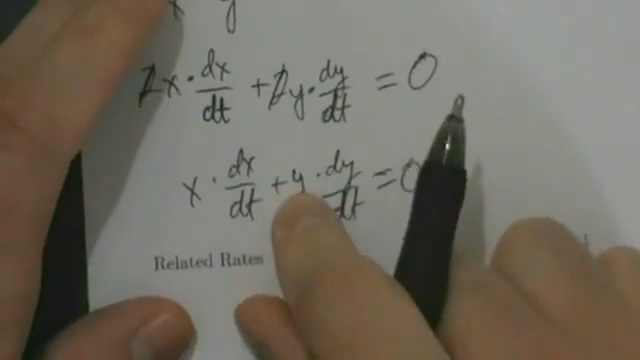 x y
2x · dx/dt + 2y · dy/dt = 0
x · dx/dt + y · dy/dt = 0
Related Rates